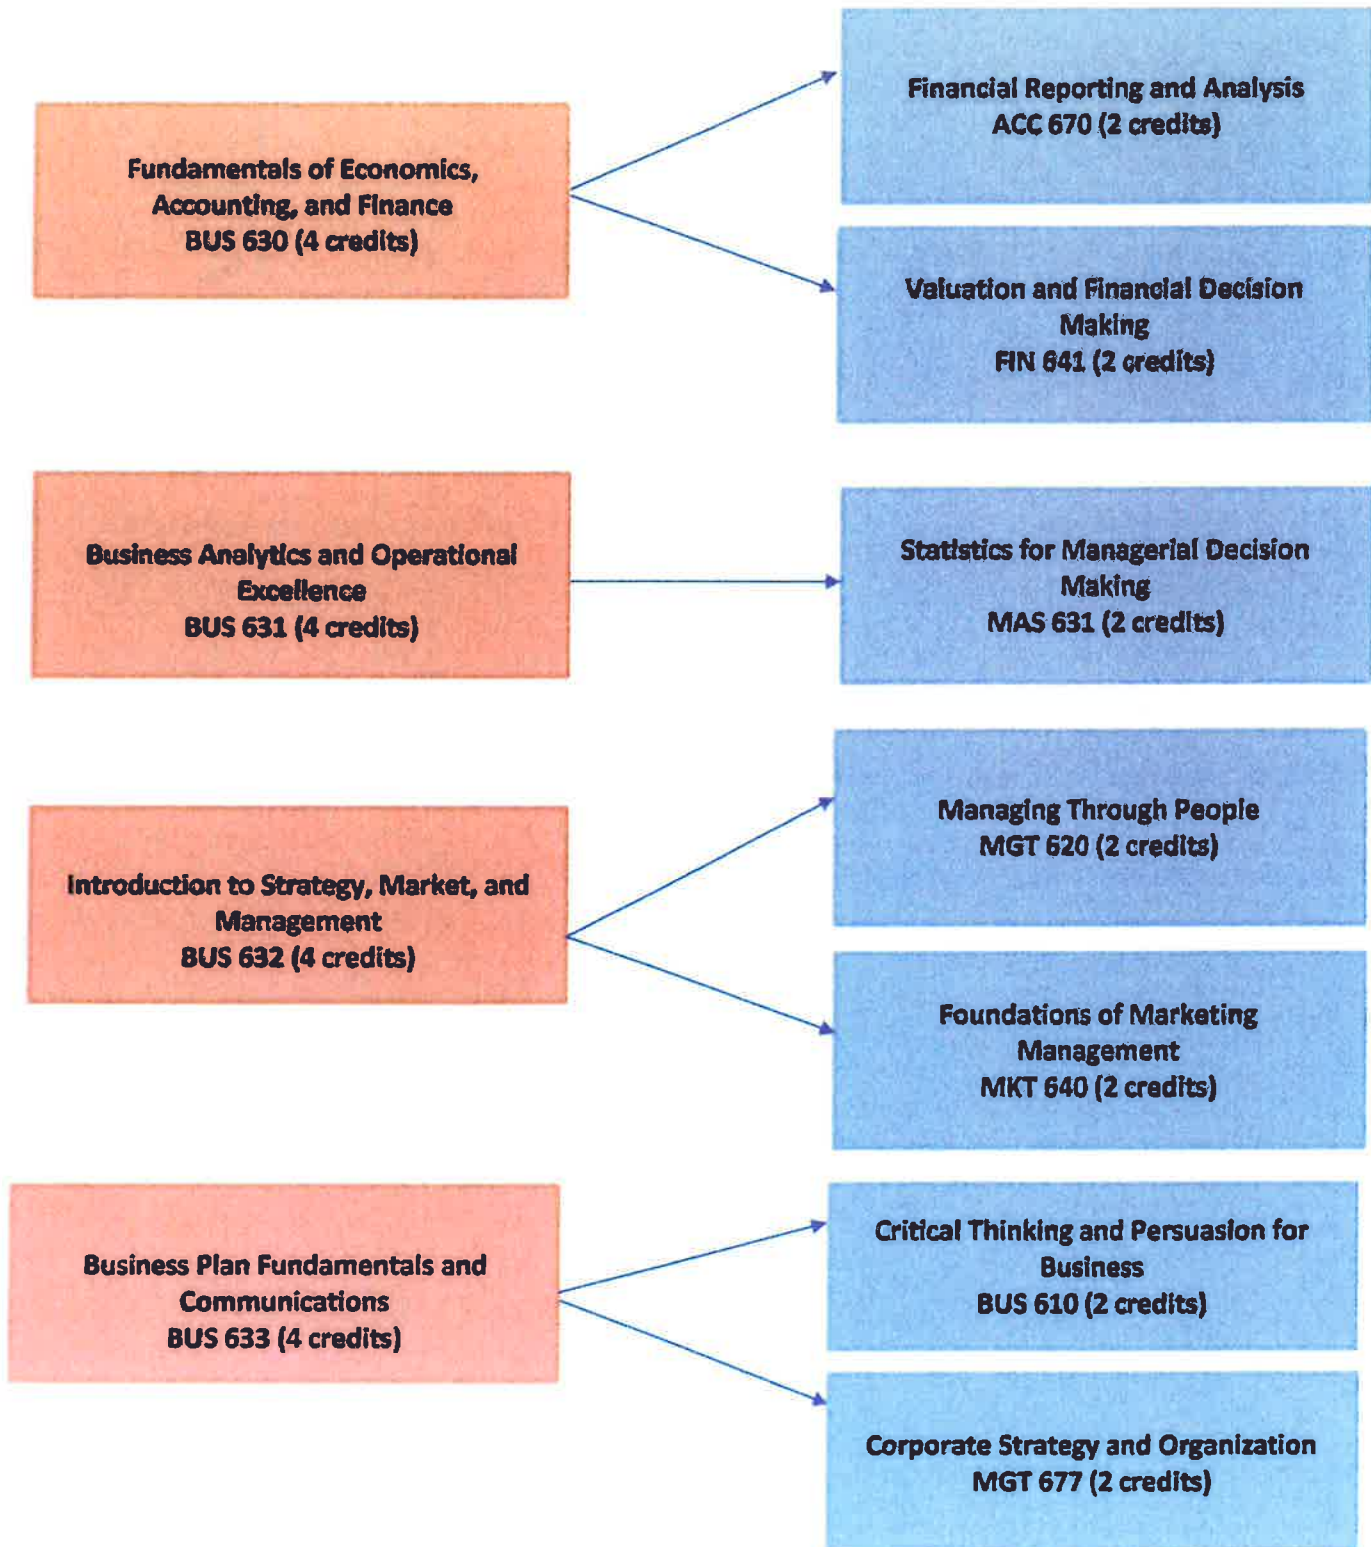 Fundamentals of Economics,
Accounting, and Finance
BUS 630 (4 credits)
Financial Reporting and Analysis
ACC 670 (2 credits)
Valuation and Financial Decision
Making
FIN 641 (2 credits)
Business Analytics and Operational
Excellence
BUS 631 (4 credits)
Statistics for Managerial Decision
Making
MAS 631 (2 credits)
Introduction to Strategy, Market, and
Management
BUS 632 (4 credits)
Managing Through People
MGT 620 (2 credits)
Foundations of Marketing
Management
MKT 640 (2 credits)
Business Plan Fundamentals and
Communications
BUS 633 (4 credits)
Critical Thinking and Persuasion for
Business
BUS 610 (2 credits)
Corporate Strategy and Organization
MGT 677 (2 credits)